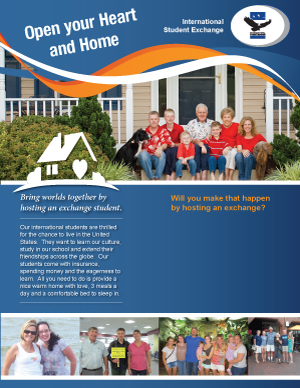 Open your Heart
and Home
International
Student Exchange
Bring worlds together by
hosting an exchange student.
Our international students are thrilled
for the chance to live in the United
States. They want to learn our culture,
study in our school and extend their
friendships across the globe. Our
students come with insurance,
spending money and the eagerness to
learn. All you need to do is provide a
nice warm home with love, 3 meals a
day and a comfortable bed to sleep in.
Will you make that happen
by hosting an exchange?